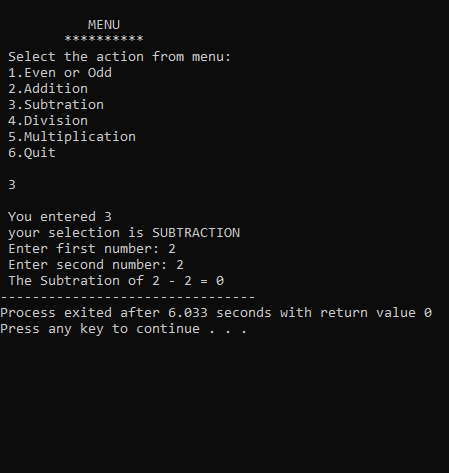 MENU
**********
Select the action from menu:
1.Even or Odd
2.Addition
3.Subtration
4.Division
5.Multiplication
6.Quit
3
You entered 3
your selection is SUBTRACTION
Enter first number: 2
Enter second number: 2
The Subtration of 2 - 2 = 0
--------------------------------
Process exited after 6.033 seconds with return value 0
Press any key to continue . . .